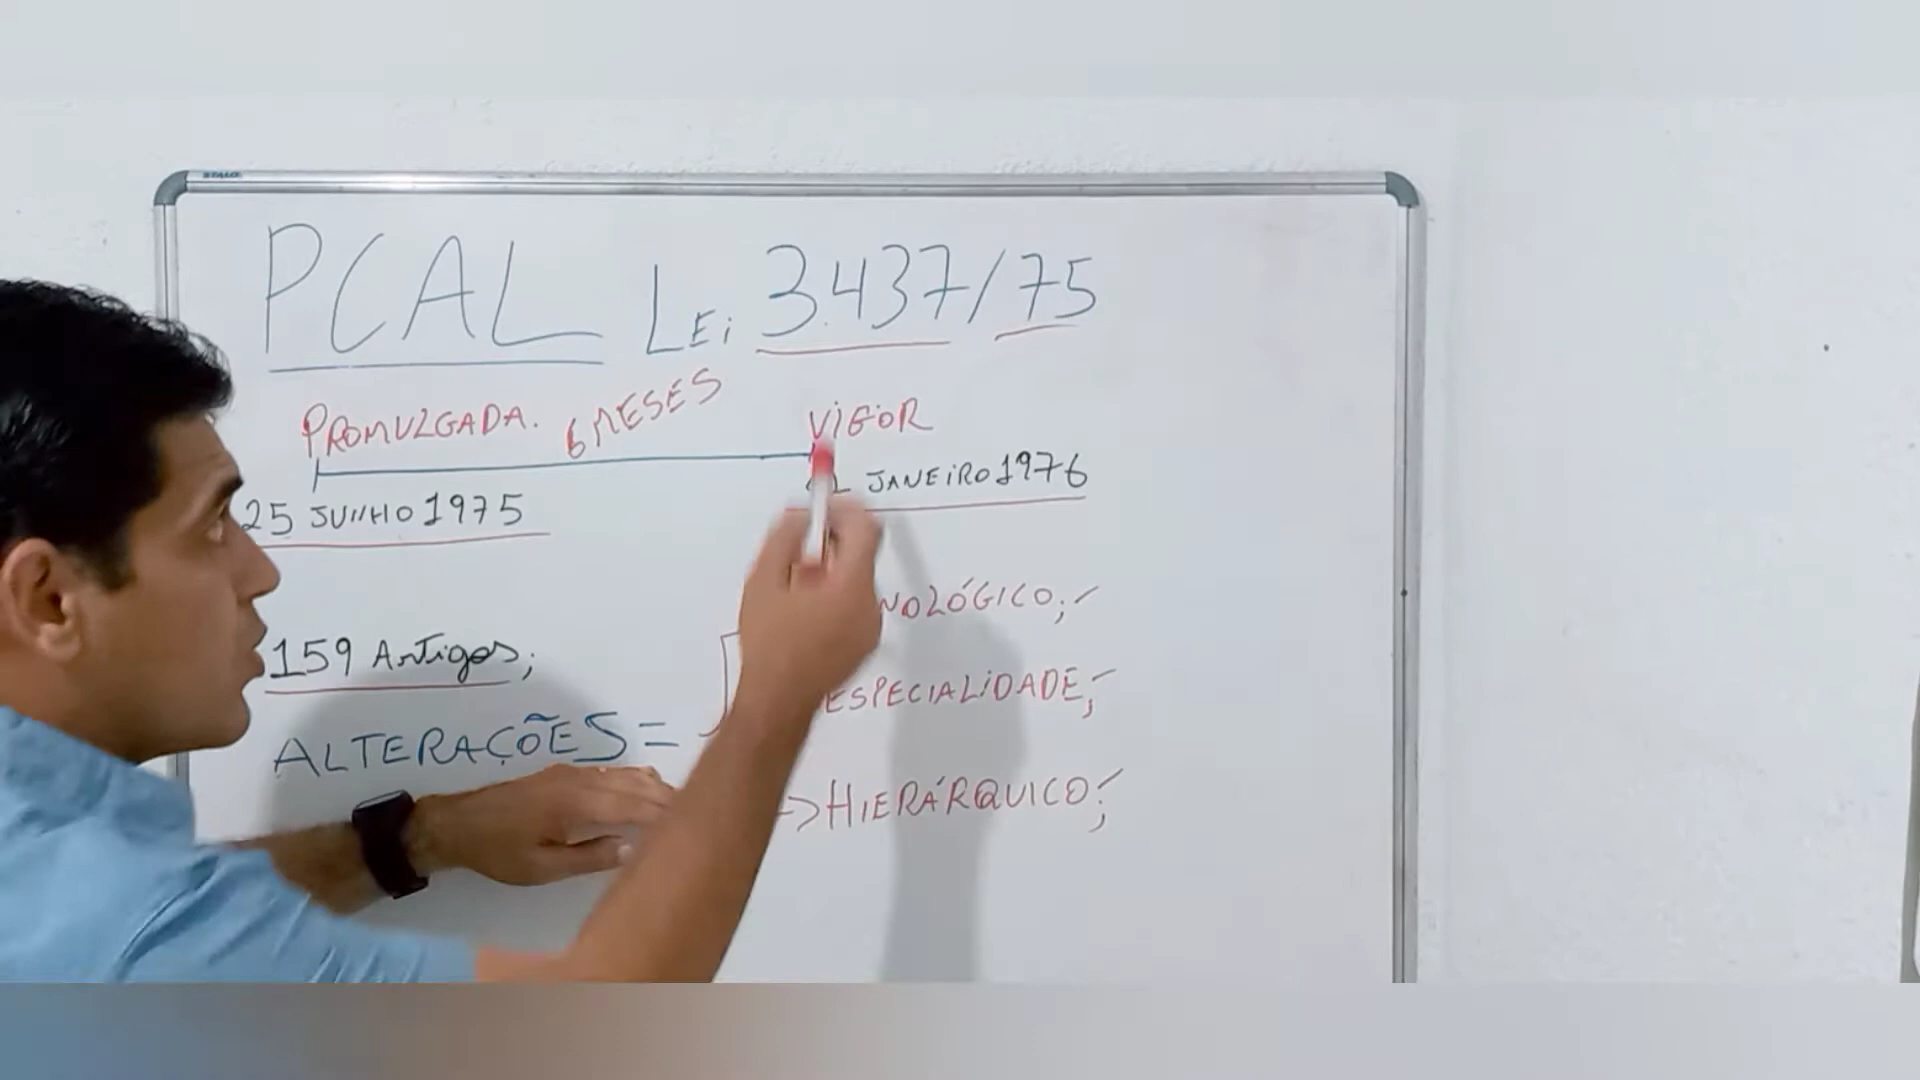 PCAL LEi 3.437/75
PROMULGADA. 6 MESES VIGOR
25 JUNHO 1975 JANEiRO 1976
159 Artigos;
NOLÓGICO;
ESPECIALIDADE;
ALTERAÇÕES =
->HIERÁRQUICO;